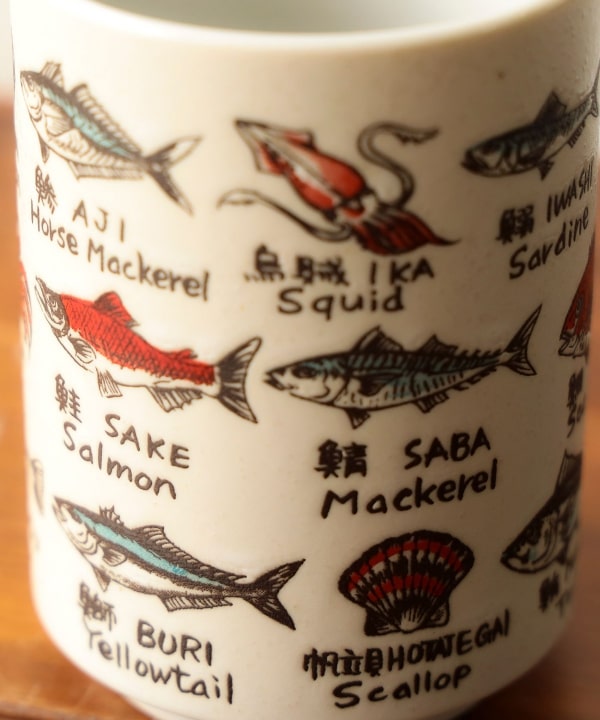 鰺 AJI
Horse Mackerel
烏賊 IKA
Squid
鰯 IWASHI
Sardine
鮭 SAKE
Salmon
鯖 SABA
Mackerel
鰤 BURI
Yellowtail
帆立貝 HOTATEGAI
Scallop